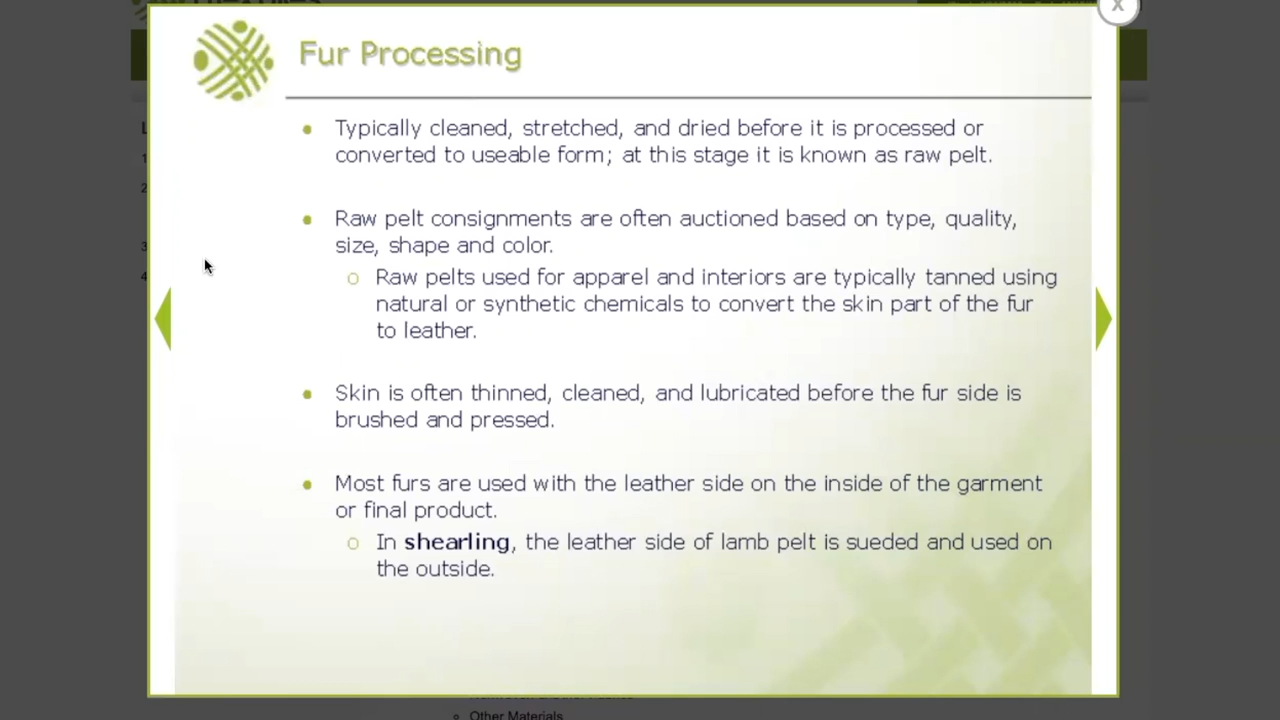 X
Fur Processing
Typically cleaned, stretched, and dried before it is processed or
converted to useable form; at this stage it is known as raw pelt.
Raw pelt consignments are often auctioned based on type, quality,
size, shape and color.
Raw pelts used for apparel and interiors are typically tanned using
natural or synthetic chemicals to convert the skin part of the fur
to leather.
Skin is often thinned, cleaned, and lubricated before the fur side is
brushed and pressed.
Most furs are used with the leather side on the inside of the garment
or final product.
In shearling, the leather side of lamb pelt is sueded and used on
the outside.
Other Materials